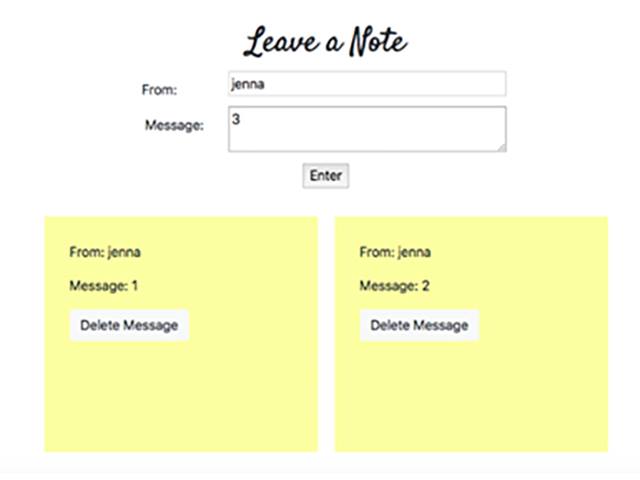 Leave a Note
From: jenna
Message: 3
Enter
From: jenna
Message: 1
Delete Message
From: jenna
Message: 2
Delete Message